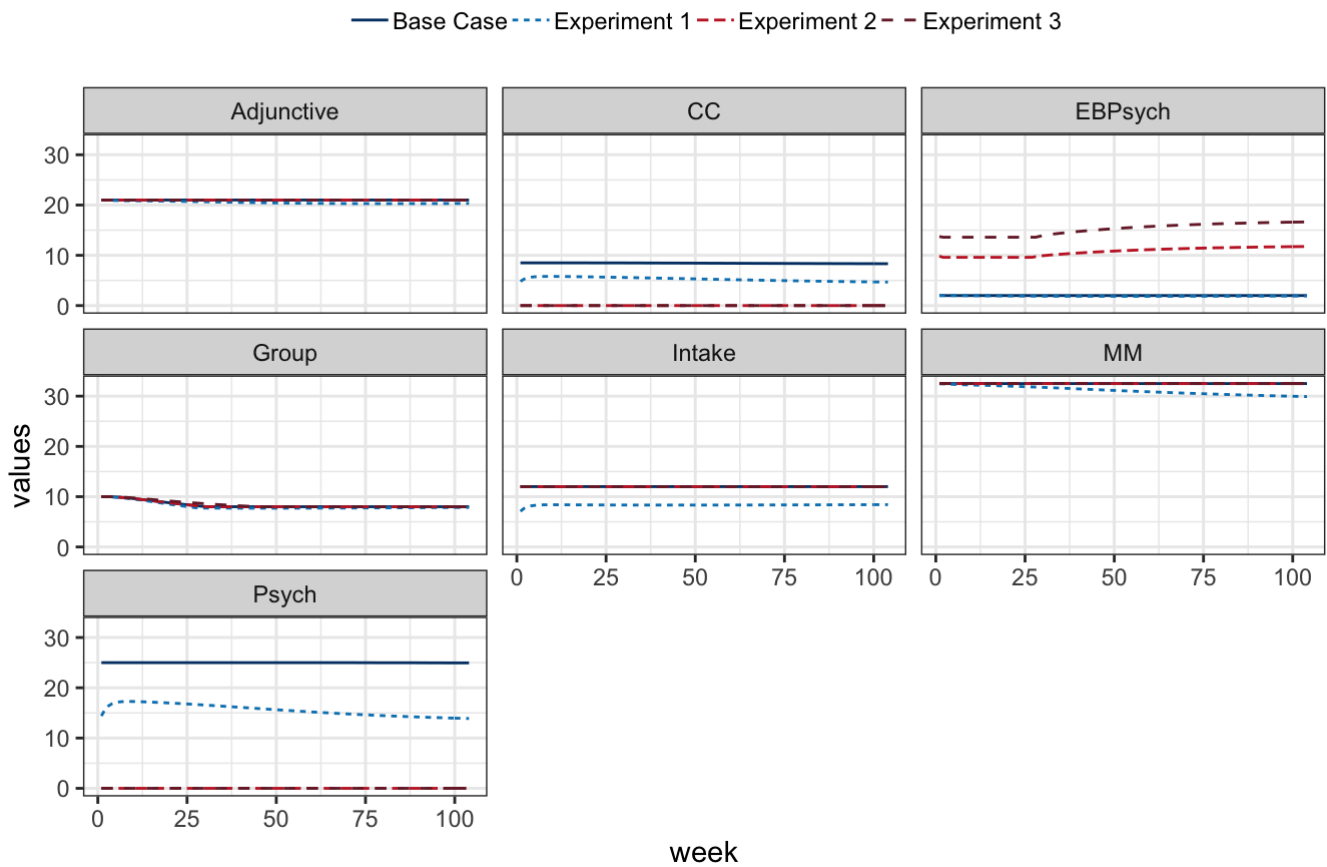 Base Case Experiment 1 Experiment 2 Experiment 3
Adjunctive CC EBPsych
30
20
10
0
Group Intake MM
30
20
10
0
0 25 50 75 100 0 25 50 75 100
Psych
30
20
10
0
0 25 50 75 100
values
week